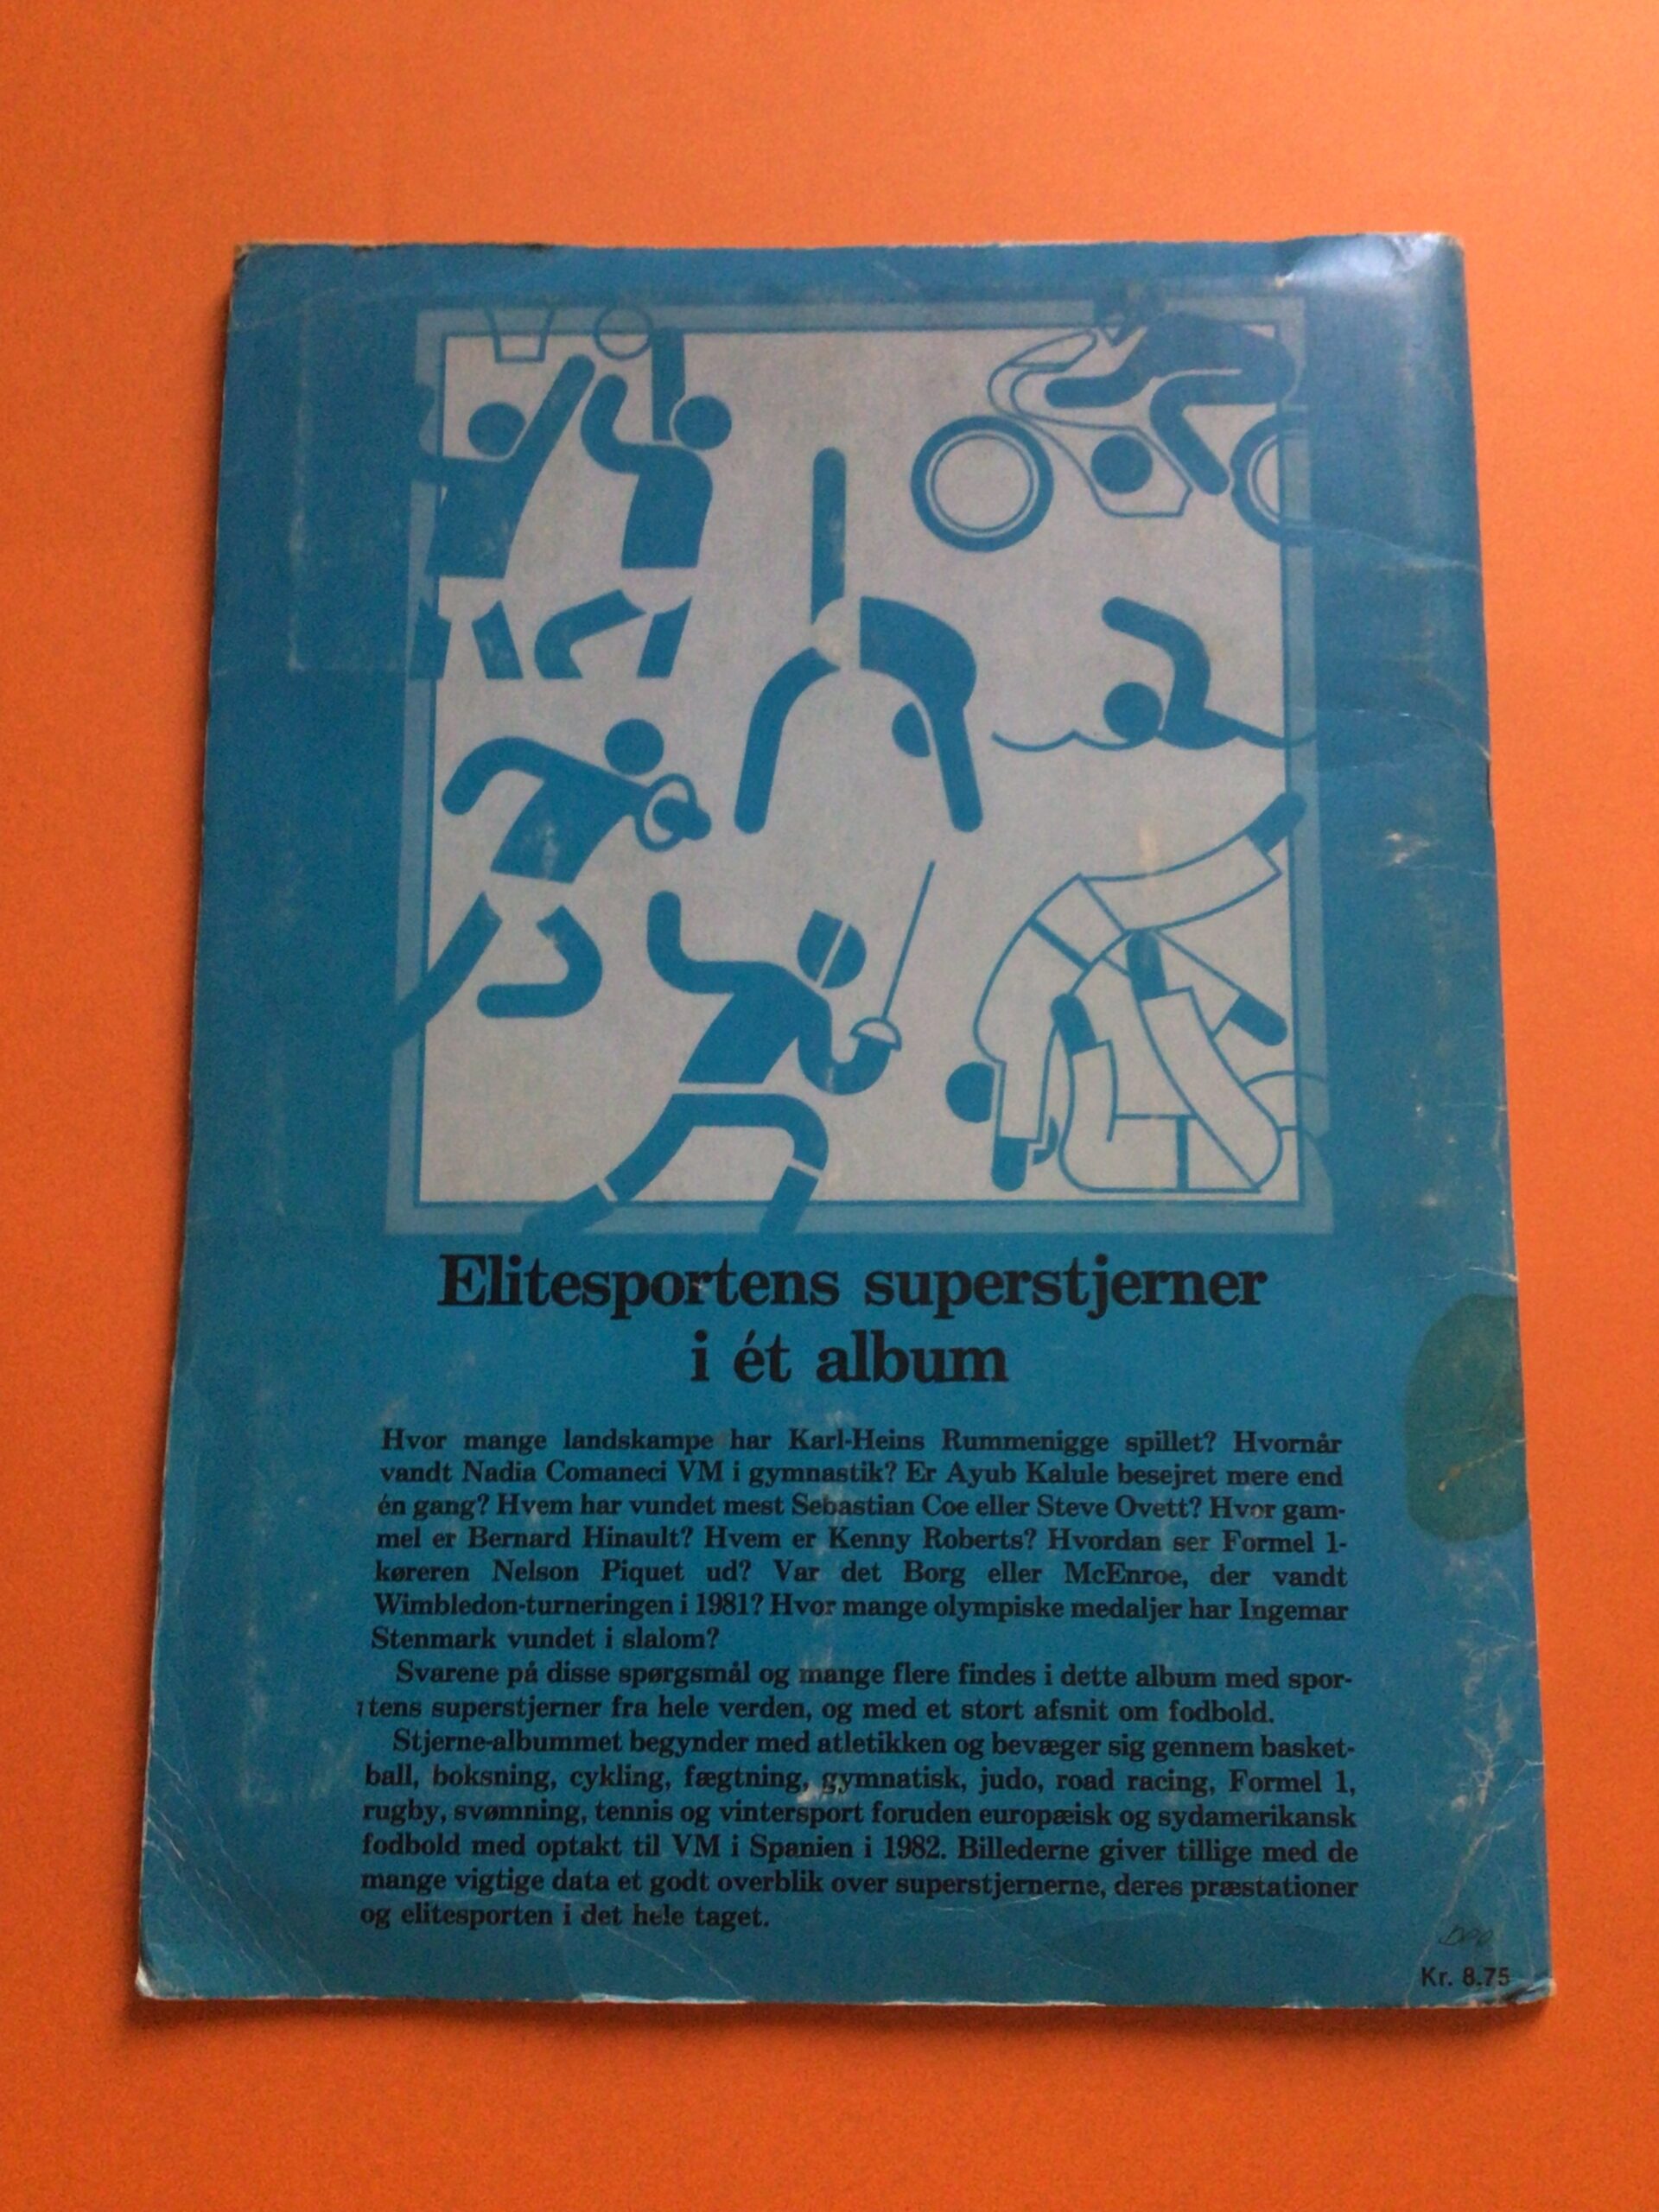 Elitesportens superstjerner
i ét album
Hvor mange landskampe har Karl-Heins Rummenigge spillet? Hvornår
vandt Nadia Comaneci VM i gymnastik? Er Ayub Kalule besejret mere end
én gang? Hvem har vundet mest Sebastian Coe eller Steve Ovett? Hvor gam-
mel er Bernard Hinault? Hvem er Kenny Roberts? Hvordan ser Formel 1-
køreren Nelson Piquet ud? Var det Borg eller McEnroe, der vandt
Wimbledon-turneringen i 1981? Hvor mange olympiske medaljer har Ingemar
Stenmark vundet i slalom?
Svarene på disse spørgsmål og mange flere findes i dette album med spor-
tens superstjerner fra hele verden, og med et stort afsnit om fodbold.
Stjerne-albummet begynder med atletikken og bevæger sig gennem basket-
ball, boksning, cykling, fægtning, gymnatisk, judo, road racing, Formel 1,
rugby, svømning, tennis og vintersport foruden europæisk og sydamerikansk
fodbold med optakt til VM i Spanien i 1982. Billederne giver tillige med de
mange vigtige data et godt overblik over superstjernerne, deres præstationer
og elitesporten i det hele taget.
Kr. 8.75